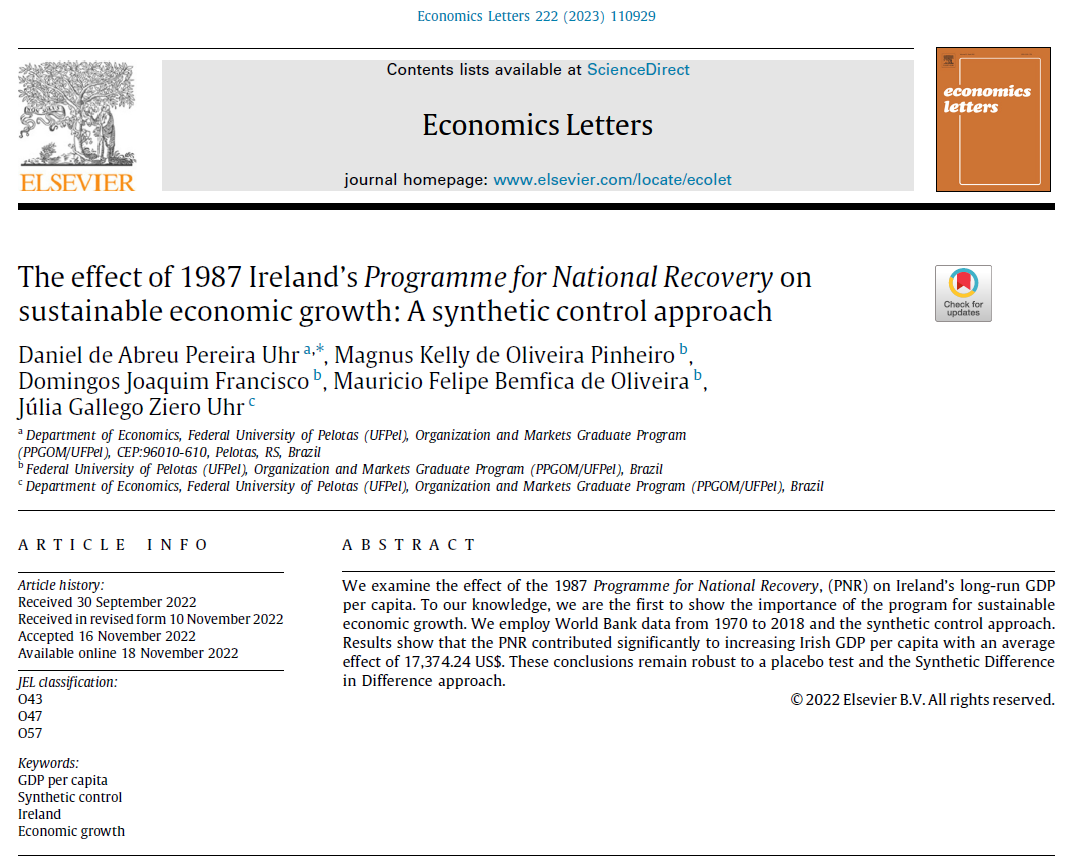 Economics Letters 222 (2023) 110929
Contents lists available at ScienceDirect
Economics Letters
journal homepage: www.elsevier.com/locate/ecolet
ELSEVIER
economics
letters
The effect of 1987 Ireland's Programme for National Recovery on
sustainable economic growth: A synthetic control approach
Check for
updates
Daniel de Abreu Pereira Uhr a,*, Magnus Kelly de Oliveira Pinheiro b,
Domingos Joaquim Francisco b, Mauricio Felipe Bemfica de Oliveira b,
Júlia Gallego Ziero Uhr c
a Department of Economics, Federal University of Pelotas (UFPel), Organization and Markets Graduate Program
(PPGOM/UFPel), CEP:96010-610, Pelotas, RS, Brazil
b Federal University of Pelotas (UFPel), Organization and Markets Graduate Program (PPGOM/UFPel), Brazil
c Department of Economics, Federal University of Pelotas (UFPel), Organization and Markets Graduate Program (PPGOM/UFPel), Brazil
ARTICLE INFO
Article history:
Received 30 September 2022
Received in revised form 10 November 2022
Accepted 16 November 2022
Available online 18 November 2022
JEL classification:
O43
O47
O57
Keywords:
GDP per capita
Synthetic control
Ireland
Economic growth
ABSTRACT
We examine the effect of the 1987 Programme for National Recovery, (PNR) on Ireland's long-run GDP
per capita. To our knowledge, we are the first to show the importance of the program for sustainable
economic growth. We employ World Bank data from 1970 to 2018 and the synthetic control approach.
Results show that the PNR contributed significantly to increasing Irish GDP per capita with an average
effect of 17,374.24 US$. These conclusions remain robust to a placebo test and the Synthetic Difference
in Difference approach.
© 2022 Elsevier B.V. All rights reserved.